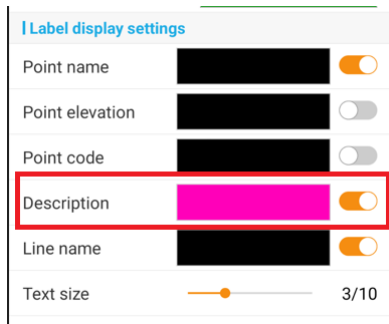 Label display settings
Point name
Point elevation
Point code
Description
Line name
Text size 3/10